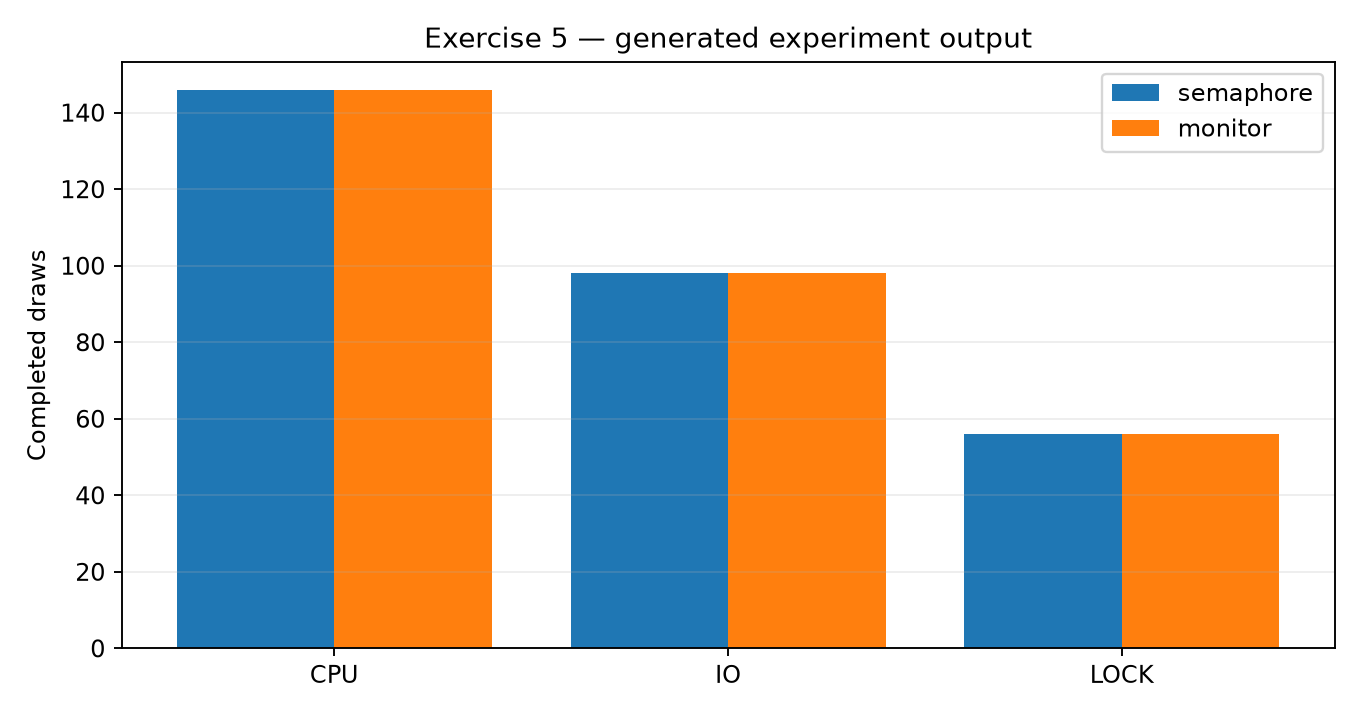 Exercise 5 — generated experiment output
semaphore
monitor
Completed draws
140
120
100
80
60
40
20
0
CPU
IO
LOCK